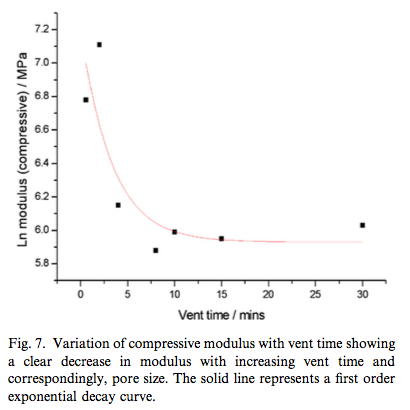 7.2
7.0
6.8
6.6
6.4
6.2
6.0
5.8
Ln modulus (compressive) / MPa
0 5 10 15 20 25 30
Vent time / mins
Fig. 7. Variation of compressive modulus with vent time showing
a clear decrease in modulus with increasing vent time and
correspondingly, pore size. The solid line represents a first order
exponential decay curve.